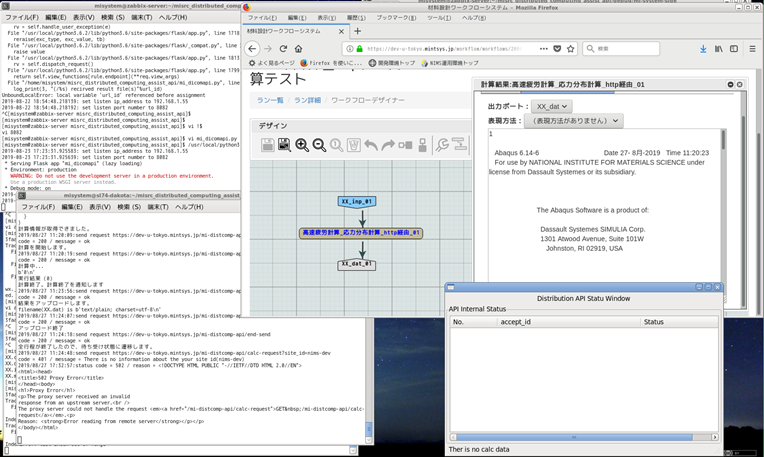 misystem@zabbix-server:~/misrc_distributed_computing_assist_
ファイル(F) 編集(E) 表示(V) 検索 (S) 端末(T) ヘルプ(H)
rv = self.handle_user_exception(e)
File "/usr/local/python3.6.2/lib/python3.6/site-packages/flask/app.py", line 1718
reraise(exc_type, exc_value, tb)
File "/usr/local/python3.6.2/lib/python3.6/site-packages/flask/_compat.py", line
raise value
File "/usr/local/python3.6.2/lib/python3.6/site-packages/flask/app.py", line 1815
rv = self.dispatch_request()
File "/usr/local/python3.6.2/lib/python3.6/site-packages/flask/app.py", line 1799
return self.view_functions[rule.endpoint](**req.view_args)
File "/home/misystem/misrc_distributed_computing_assist_api/mi_dicomapi.py", line
UnboundLocalError: local variable 'url_id' referenced before assignment
2019-08-22 18:54:48.218119: set listen ip_address to 192.168.1.55
2019-08-22 18:54:48.218219: set listen port number to 8082
^C[misystem@zabbix-server misrc_distributed_computing_assist_api]$
[misystem@zabbix-server misrc_distributed_computing_assist_api]$ vi !$
vi 8082
[misystem@zabbix-server misrc_distributed_computing_assist_api]$ vi mi_dicomapi.py
[misystem@zabbix-server misrc_distributed_computing_assist_api]$ /usr/local/python3
2019-08-23 17:23:31.925583: set listen ip_address to 192.168.1.55
2019-08-23 17:23:31.925639: set listen port number to 8082
* Serving Flask app "mi_dicomapi" (lazy loading)
* Environment: production
WARNING: Do not use the development server in a production environment.
Use a production WSGI server instead.
* Debug mode: on
misystem@sl74-dakota:~/misrc_distributed_computing_assist_
ファイル(F) 編集(E) 表示(V) 検索(S) 端末(T) ヘルプ(H)
}
}
計算情報が取得できました。
2019/08/27 11:20:09:send request https://dev-u-tokyo.mintsys.jp/mi-distcomp-api/
code = 200 / message = ok
計算を開始します。
2019/08/27 11:20:19:send request https://dev-u-tokyo.mintsys.jp/mi-distcomp-api/
code = 200 / message = ok
計算中...
b'0\n'
実行結果 (0)
計算終了。計算終了を通知します
2019/08/27 11:23:56:send request https://dev-u-tokyo.mintsys.jp/mi-distcomp-api/
code = 200 / message = ok
結果をアップロードします。
filename(XX.dat) is b'text/plain; charset=utf-8\n'
2019/08/27 11:24:07:send request https://dev-u-tokyo.mintsys.jp/mi-distcomp-api/
code = 200 / message = ok
アップロード終了
2019/08/27 11:24:18:send request https://dev-u-tokyo.mintsys.jp/mi-distcomp-api/end-send
code = 200 / message = ok
全行程が終了したので、待ち受け状態に遷移します。
2019/08/27 11:24:48:send request https://dev-u-tokyo.mintsys.jp/mi-distcomp-api/calc-request?site_id=nims-dev
code = 401 / message = There is no information about the your site id(nims-dev)
2019/08/27 17:32:57:status code = 502 / reason = <!DOCTYPE HTML PUBLIC "-//IETF//DTD HTML 2.0//EN">
<html><head>
<title>502 Proxy Error</title>
</head><body>
<h1>Proxy Error</h1>
<p>The proxy server received an invalid
response from an upstream server.<br />
The proxy server could not handle the request <em><a href="/mi-distcomp-api/calc-request">GET&nbsp;/mi-distcomp-api/calc-
request</a></em>.<p>
Reason: <strong>Error reading from remote server</strong></p></p>
</body></html>
材料設計ワークフローシステム - Mozilla Firefox
ファイル(F) 編集(E) 表示(V) 履歴(S) ブックマーク(B) ツール(T) ヘルプ(H)
材料設計ワークフローシステム
検索
よく見るページ Firefox を使いこ... 開発環境トップ NIMS運用環境トップ
算テスト
ラン一覧 / ラン詳細 / ワークフローデザイナー
デザイン
XX_inp_01
高速疲労計算_応力分布計算_http経由_01
XX_dat_01
計算結果:高速疲労計算_応力分布計算_http経由_01
出力ポート： XX_dat
表現方法： (表現方法がありません)
1
Abaqus 6.14-6 Date 27- 8月-2019 Time 11:20:23
For use by NATIONAL INSTITUTE FOR MATERIALS SCIENCE under
license from Dassault Systemes or its subsidiary.
The Abaqus Software is a product of:
Dassault Systemes SIMULIA Corp.
1301 Atwood Avenue, Suite 101W
Johnston, RI 02919, USA
Distribution API Statu Window
API Internal Status
No. accept_id Status
Ther is no calc data